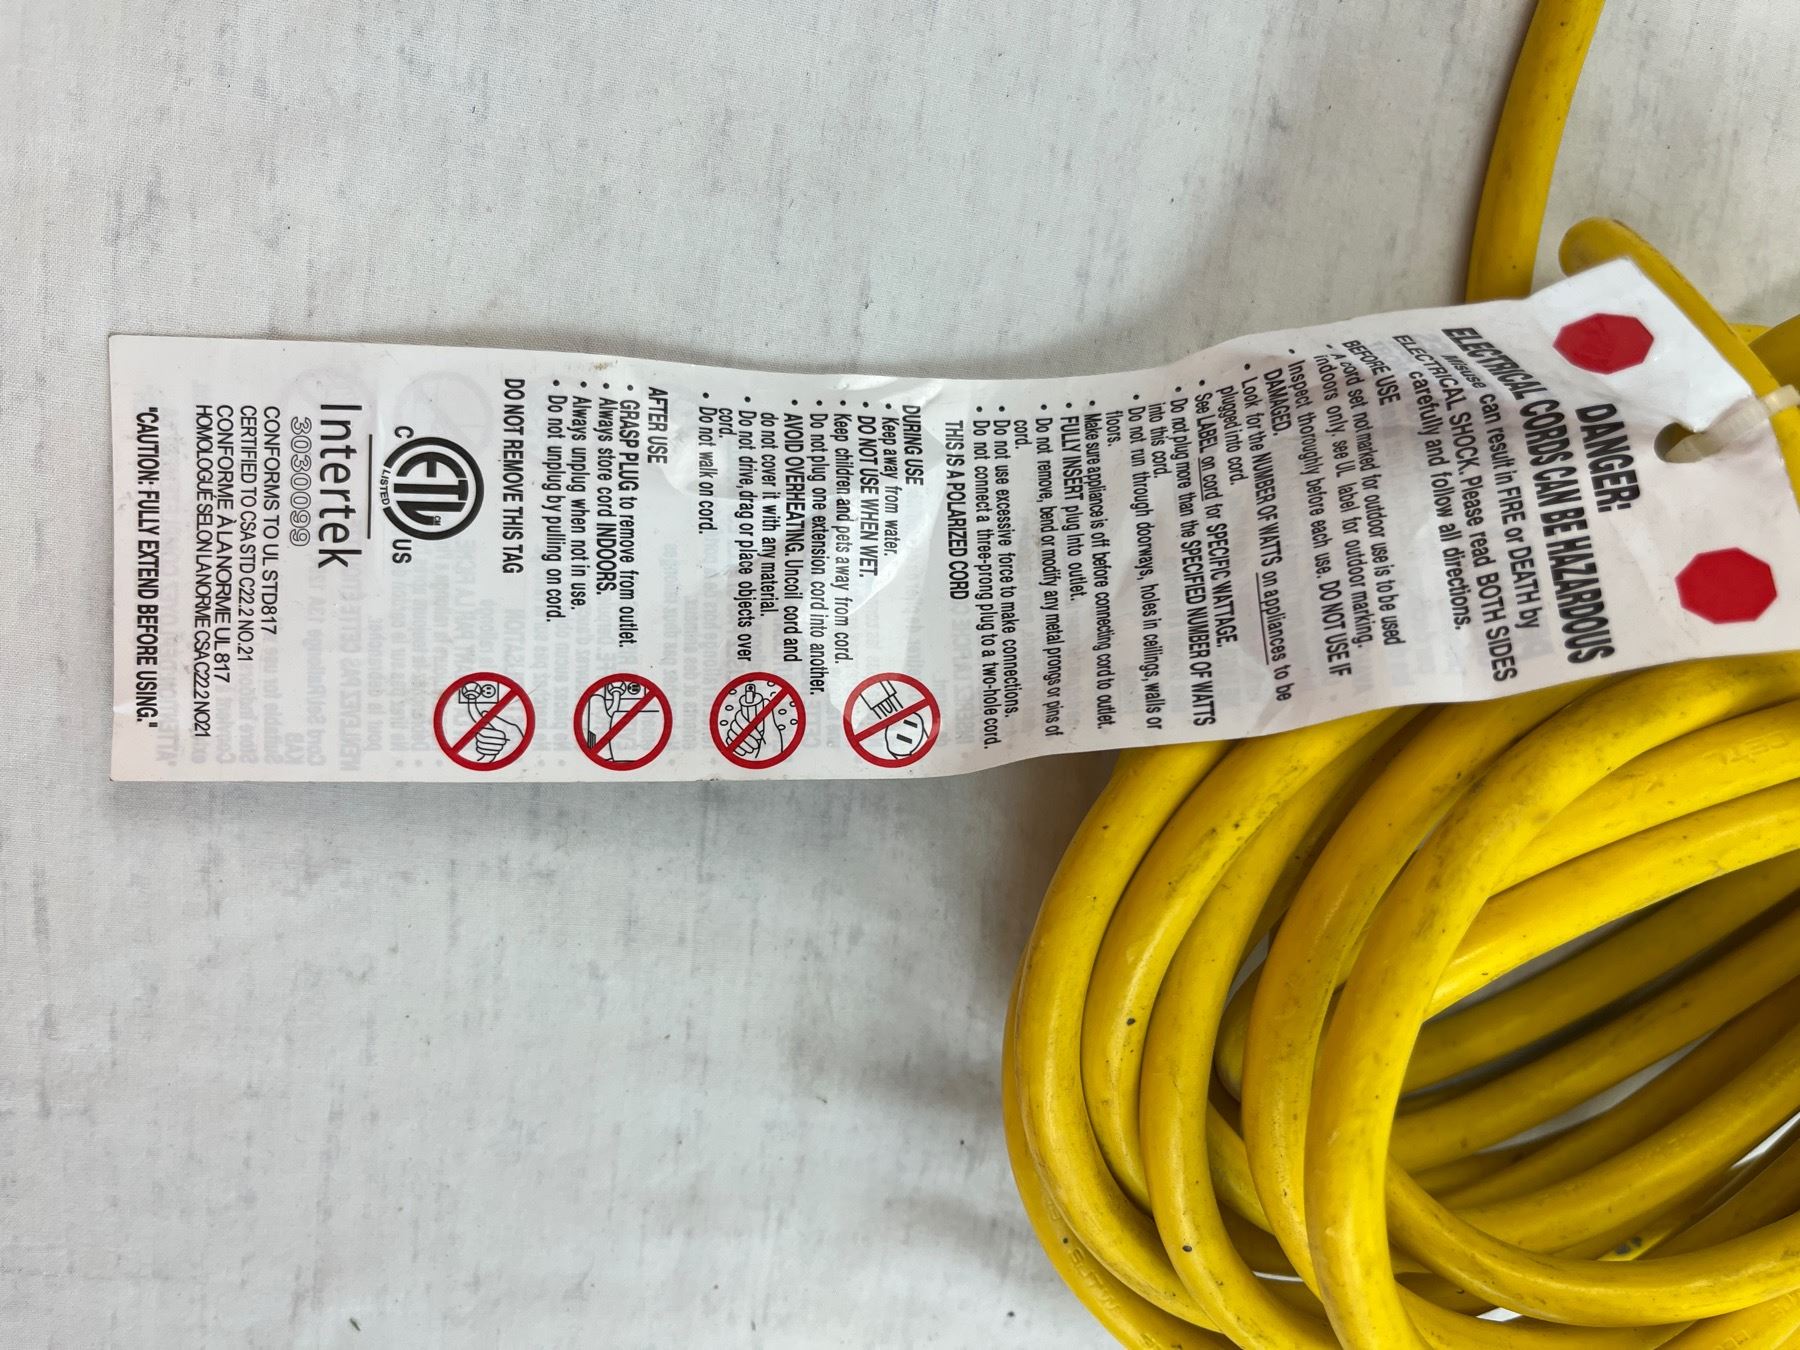 DANGER:
ELECTRICAL CORDS CAN BE HAZARDOUS
Misuse can result in FIRE or DEATH by
ELECTRICAL SHOCK. Please read BOTH SIDES
carefully and follow all directions.
BEFORE USE
• A cord set not marked for outdoor use is to be used
indoors only, see UL label for outdoor marking.
• Inspect thoroughly before each use. DO NOT USE IF
DAMAGED.
• Look for the NUMBER OF WATTS on appliances to be
plugged into cord.
• See LABEL on cord for SPECIFIC WATTAGE.
• Do not plug more than the SPECIFIED NUMBER OF WATTS
into this cord.
• Do not run through doorways, holes in ceilings, walls or
floors.
• Make sure appliance is off before connecting cord to outlet.
• FULLY INSERT plug into outlet.
• Do not remove, bend or modify any metal prongs or pins of
cord.
• Do not use excessive force to make connections.
• Do not connect a three-prong plug to a two-hole cord.
THIS IS A POLARIZED CORD
DURING USE
• Keep away from water.
• DO NOT USE WHEN WET.
• Keep children and pets away from cord.
• Do not plug one extension cord into another.
• AVOID OVERHEATING. Uncoil cord and
do not cover it with any material.
• Do not drive, drag or place objects over
cord.
• Do not walk on cord.
AFTER USE
• GRASP PLUG to remove from outlet.
• Always store cord INDOORS.
• Always unplug when not in use.
• Do not unplug by pulling on cord.
DO NOT REMOVE THIS TAG
C ETL CM US
LISTED
Intertek
3030099
CONFORMS TO UL STD817
CERTIFIED TO CSA STD C22.2 NO.21
CONFORME À LA NORME UL 817
HOMOLOGUE SELON LA NORME CSA C22.2 NO21
"CAUTION: FULLY EXTEND BEFORE USING."